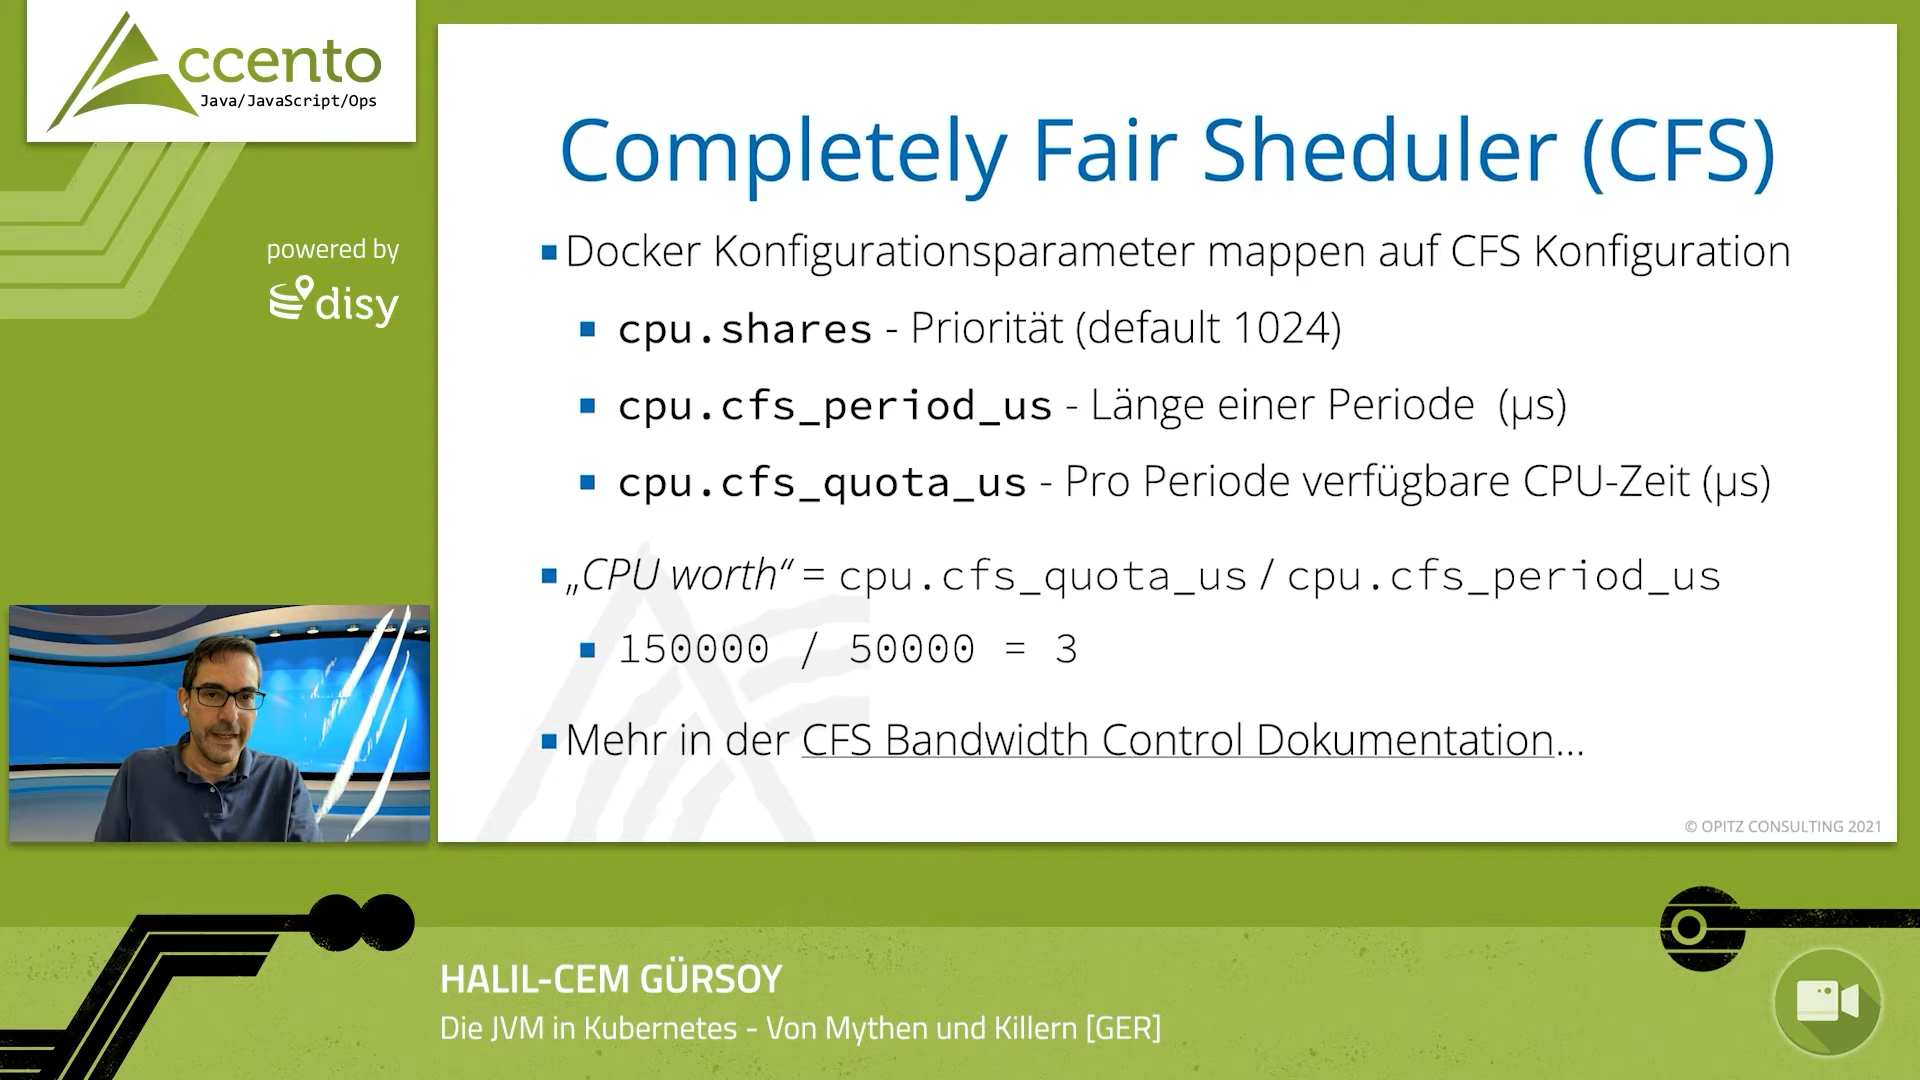 Accento
Java/JavaScript/Ops
powered by
disy
Completely Fair Sheduler (CFS)
Docker Konfigurationsparameter mappen auf CFS Konfiguration
cpu.shares - Priorität (default 1024)
cpu.cfs_period_us - Länge einer Periode (µs)
cpu.cfs_quota_us - Pro Periode verfügbare CPU-Zeit (µs)
„CPU worth“ = cpu.cfs_quota_us / cpu.cfs_period_us
150000 / 50000 = 3
Mehr in der CFS Bandwidth Control Dokumentation...
© OPITZ CONSULTING 2021
HALIL-CEM GÜRSOY
Die JVM in Kubernetes - Von Mythen und Killern [GER]